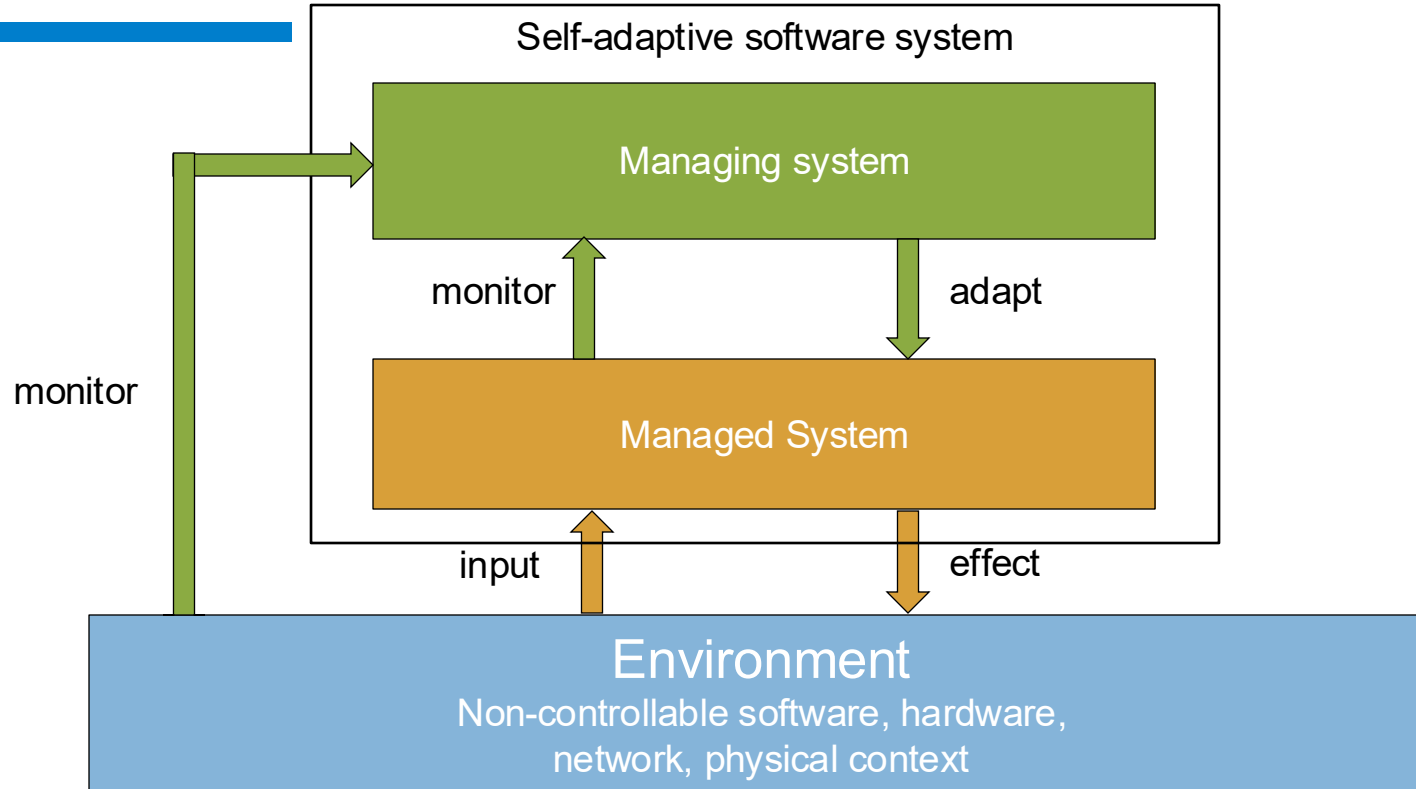 Self-adaptive software system
Managing system
monitor
adapt
monitor
Managed System
input
effect
Environment
Non-controllable software, hardware,
network, physical context